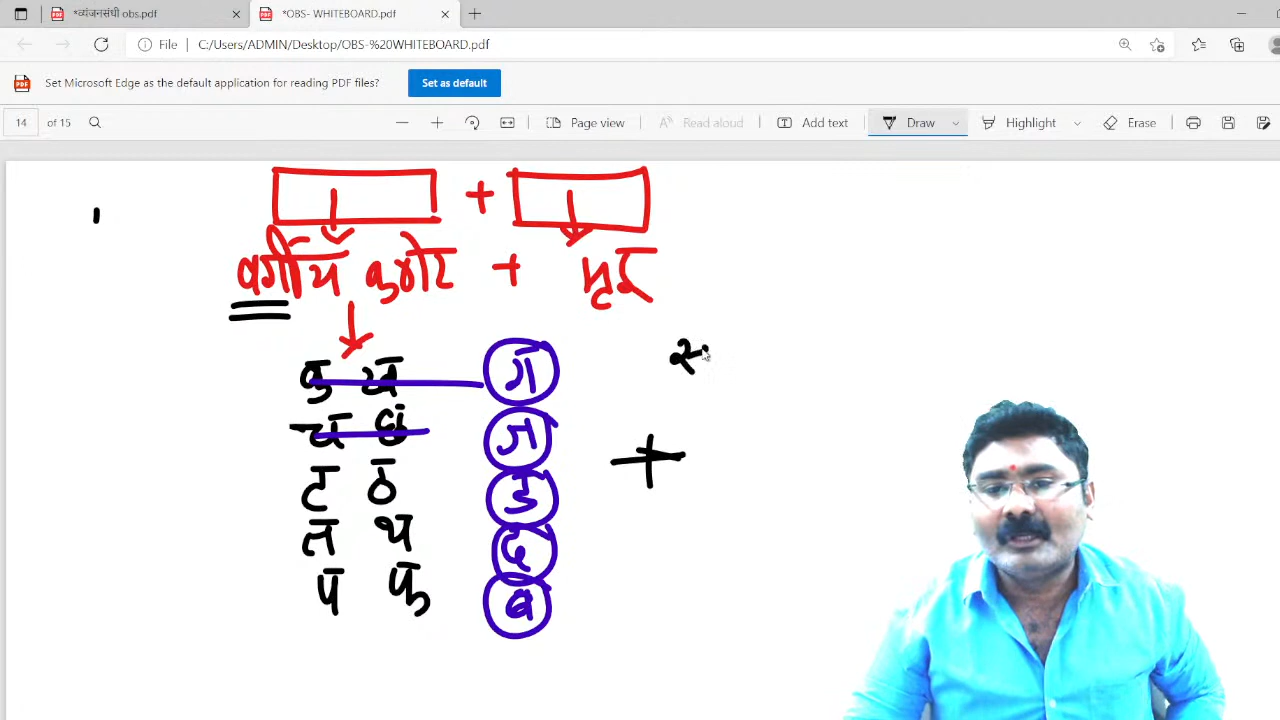 *व्यंजनसंधी obs.pdf
*OBS- WHITEBOARD.pdf
File C:/Users/ADMIN/Desktop/OBS-%20WHITEBOARD.pdf
Set Microsoft Edge as the default application for reading PDF files? Set as default
14 of 15 Page view Read aloud Add text Draw Highlight Erase
+
१
वर्गीय कठोर + मृदू
क ख ग
च छ ज
ट ठ ड +
त थ द
प फ ब